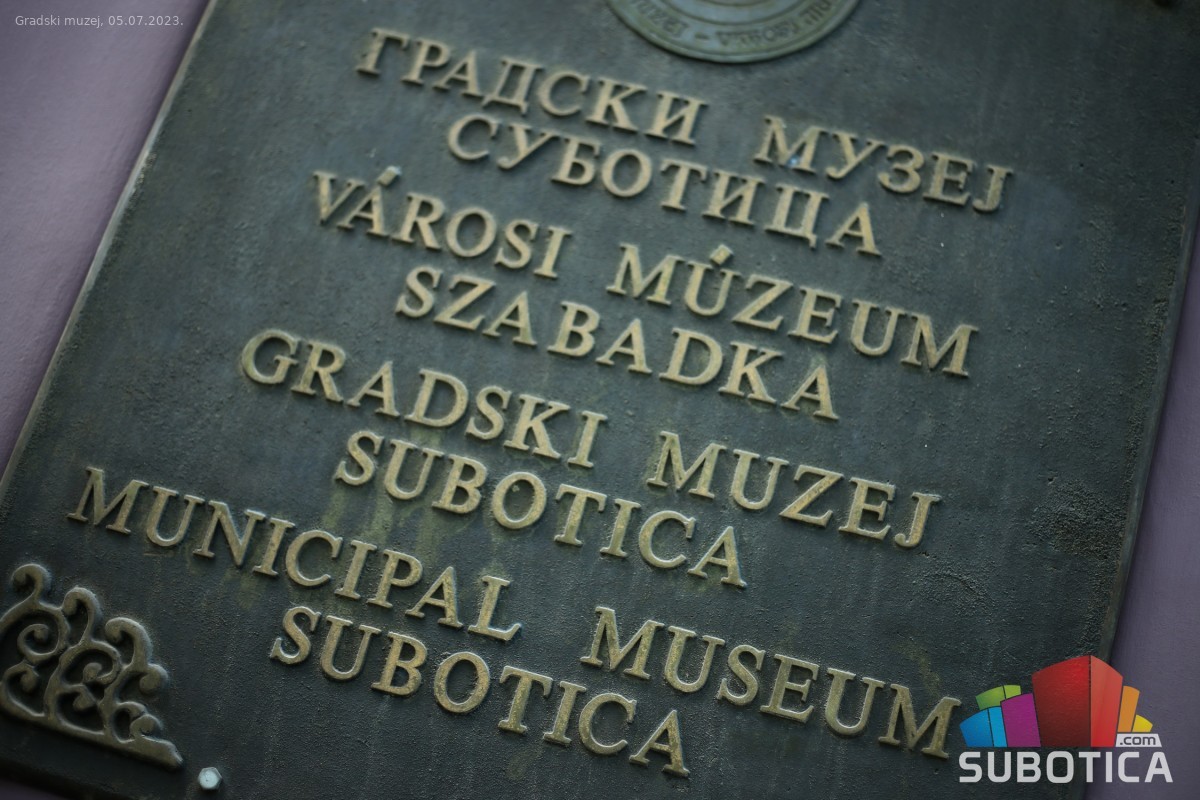 Gradski muzej, 05.07.2023.
ГРАДСКИ МУЗЕЈ
СУБОТИЦА
VÁROSI MÚZEUM
SZABADKA
GRADSKI MUZEJ
SUBOTICA
MUNICIPAL MUSEUM
SUBOTICA
.com
SUBOTICA